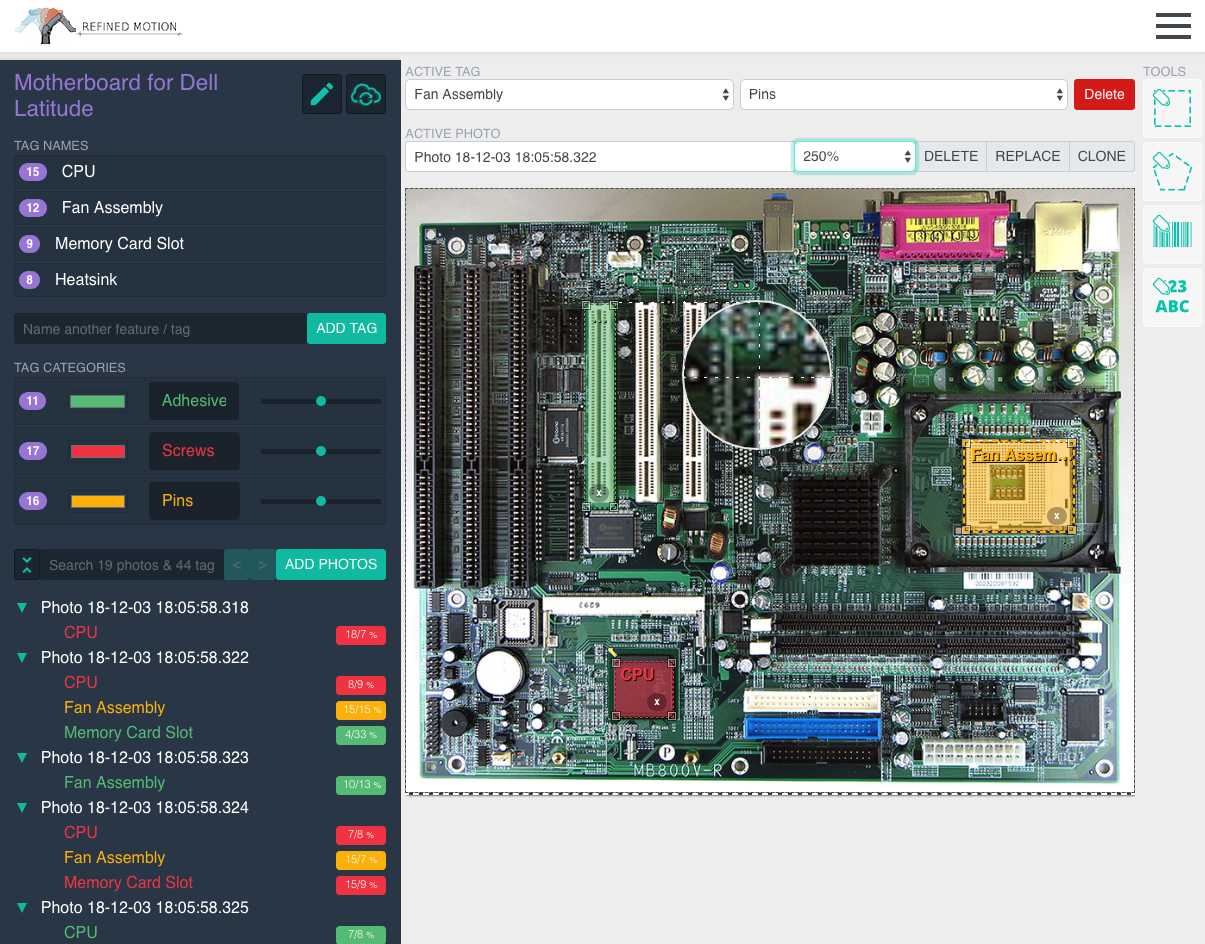 REFINED MOTION
Motherboard for Dell
Latitude
TAG NAMES
15 CPU
12 Fan Assembly
9 Memory Card Slot
8 Heatsink
Name another feature / tag ADD TAG
TAG CATEGORIES
11 Adhesive
17 Screws
16 Pins
Search 19 photos & 44 tag < > ADD PHOTOS
▼ Photo 18-12-03 18:05:58.318
CPU 18/7 %
▼ Photo 18-12-03 18:05:58.322
CPU 8/9 %
Fan Assembly 15/15 %
Memory Card Slot 4/33 %
▼ Photo 18-12-03 18:05:58.323
Fan Assembly 10/13 %
▼ Photo 18-12-03 18:05:58.324
CPU 7/8 %
Fan Assembly 15/7 %
Memory Card Slot 15/9 %
▼ Photo 18-12-03 18:05:58.325
CPU 7/8 %
ACTIVE TAG
Fan Assembly Pins Delete
ACTIVE PHOTO
Photo 18-12-03 18:05:58.322 250% DELETE REPLACE CLONE
Fan Assem...
x
x
6292
CPU
x
P
MB800V-R
TOOLS
123
ABC